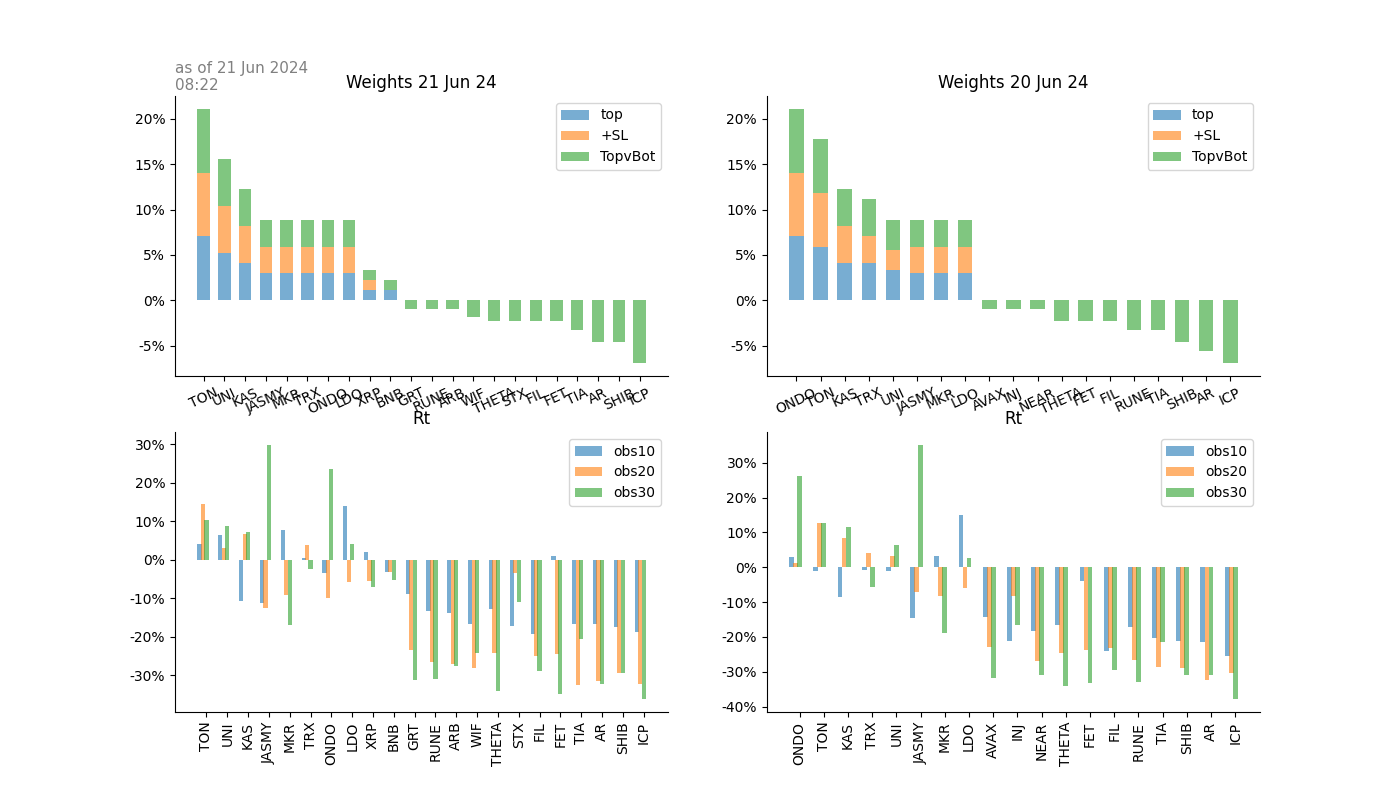 as of 21 Jun 2024
08:22
Weights 21 Jun 24
20%
15%
10%
5%
0%
-5%
top
+SL
TopvBot
TON
UNI
KAS
JASMY
MKR
TRX
ONDO
LDO
XRP
BNB
GRT
RUNE
ARB
WIF
THETA
STX
FIL
FET
TIA
AR
SHIB
ICP
Weights 20 Jun 24
20%
15%
10%
5%
0%
-5%
top
+SL
TopvBot
ONDO
TON
KAS
TRX
UNI
JASMY
MKR
LDO
AVAX
INJ
NEAR
THETA
FET
FIL
RUNE
TIA
SHIB
AR
ICP
Rt
30%
20%
10%
0%
-10%
-20%
-30%
obs10
obs20
obs30
TON
UNI
KAS
JASMY
MKR
TRX
ONDO
LDO
XRP
BNB
GRT
RUNE
ARB
WIF
THETA
STX
FIL
FET
TIA
AR
SHIB
ICP
Rt
30%
20%
10%
0%
-10%
-20%
-30%
-40%
obs10
obs20
obs30
ONDO
TON
KAS
TRX
UNI
JASMY
MKR
LDO
AVAX
INJ
NEAR
THETA
FET
FIL
RUNE
TIA
SHIB
AR
ICP